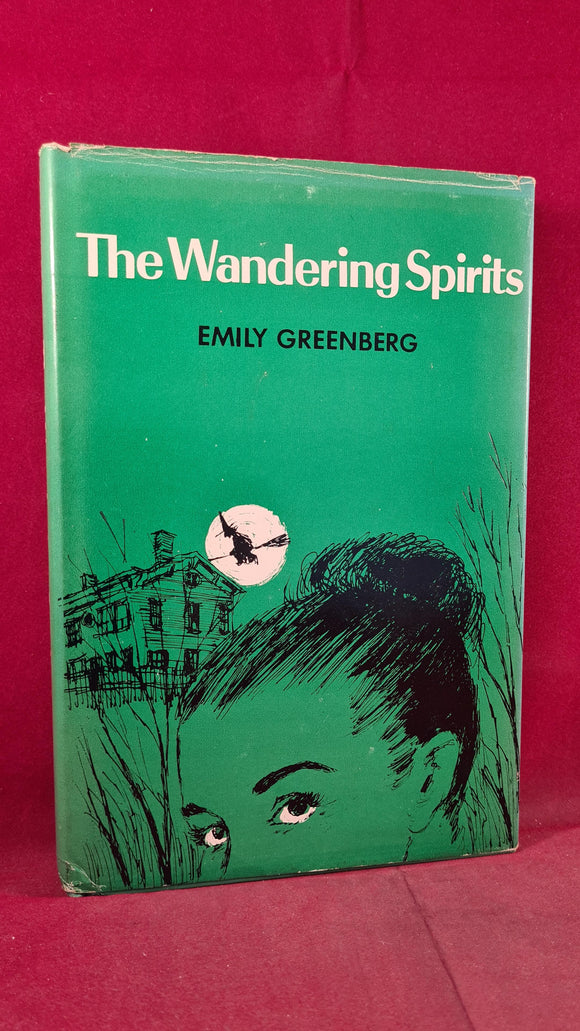 The Wandering Spirits
EMILY GREENBERG